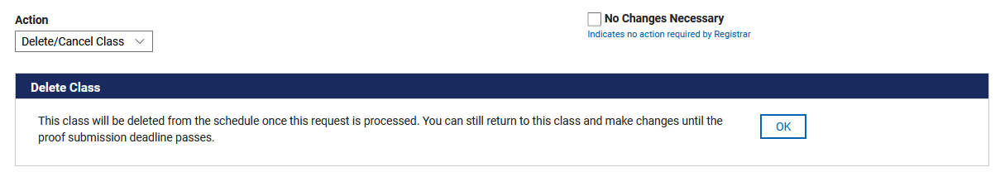 Action
No Changes Necessary
Delete/Cancel Class
Indicates no action required by Registrar
Delete Class
This class will be deleted from the schedule once this request is processed. You can still return to this class and make changes until the
proof submission deadline passes.
OK